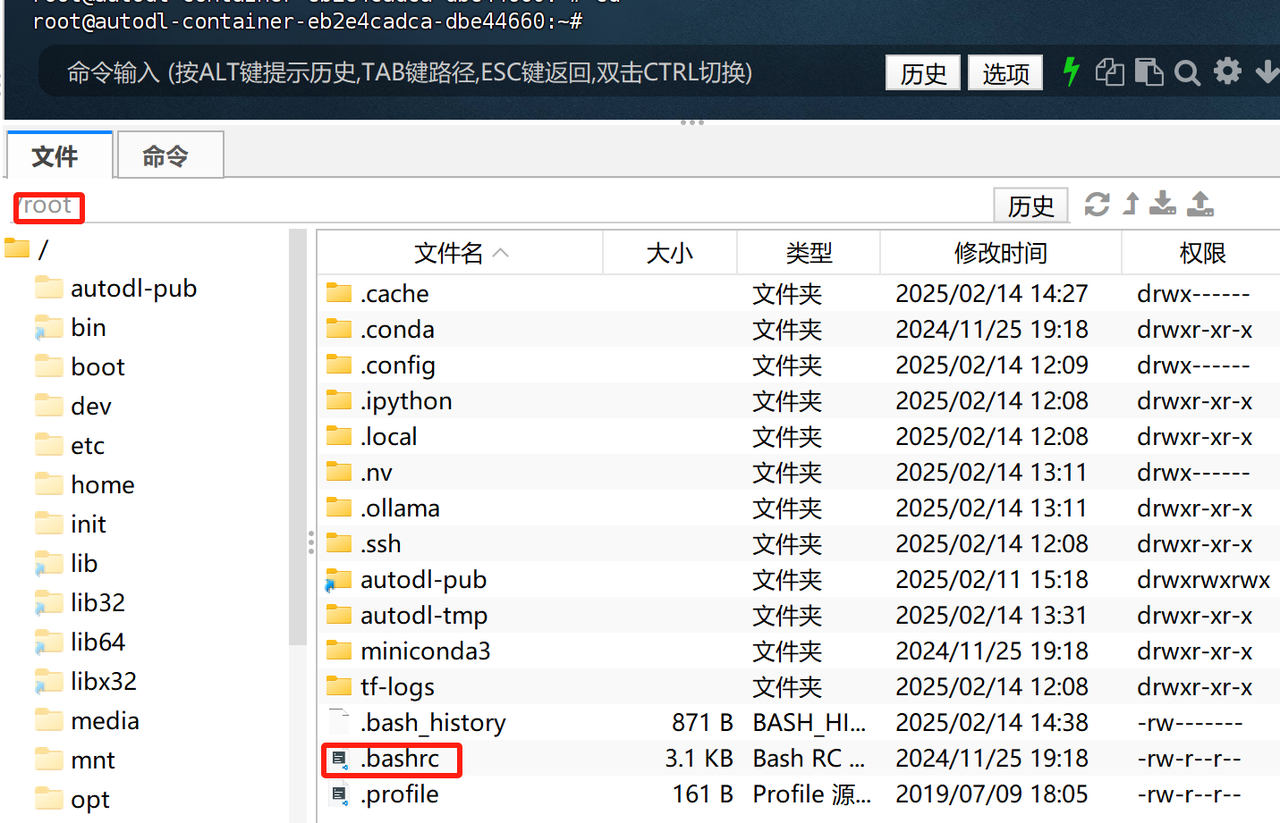 root@autodl-container-eb2e4cadca-dbe44660:~#
命令输入 (按ALT键提示历史,TAB键路径,ESC键返回,双击CTRL切换) 历史 选项
文件 命令
/root 历史
/
autodl-pub
bin
boot
dev
etc
home
init
lib
lib32
lib64
libx32
media
mnt
opt
文件名 大小 类型 修改时间 权限
.cache 文件夹 2025/02/14 14:27 drwx------
.conda 文件夹 2024/11/25 19:18 drwxr-xr-x
.config 文件夹 2025/02/14 12:09 drwx------
.ipython 文件夹 2025/02/14 12:08 drwxr-xr-x
.local 文件夹 2025/02/14 12:08 drwxr-xr-x
.nv 文件夹 2025/02/14 13:11 drwx------
.ollama 文件夹 2025/02/14 13:11 drwxr-xr-x
.ssh 文件夹 2025/02/14 12:08 drwxr-xr-x
autodl-pub 文件夹 2025/02/11 15:18 drwxrwxrwx
autodl-tmp 文件夹 2025/02/14 13:31 drwxr-xr-x
miniconda3 文件夹 2024/11/25 19:18 drwxr-xr-x
tf-logs 文件夹 2025/02/14 12:08 drwxr-xr-x
.bash_history 871 B BASH_HI... 2025/02/14 14:38 -rw-------
.bashrc 3.1 KB Bash RC ... 2024/11/25 19:18 -rw-r--r--
.profile 161 B Profile 源... 2019/07/09 18:05 -rw-r--r--